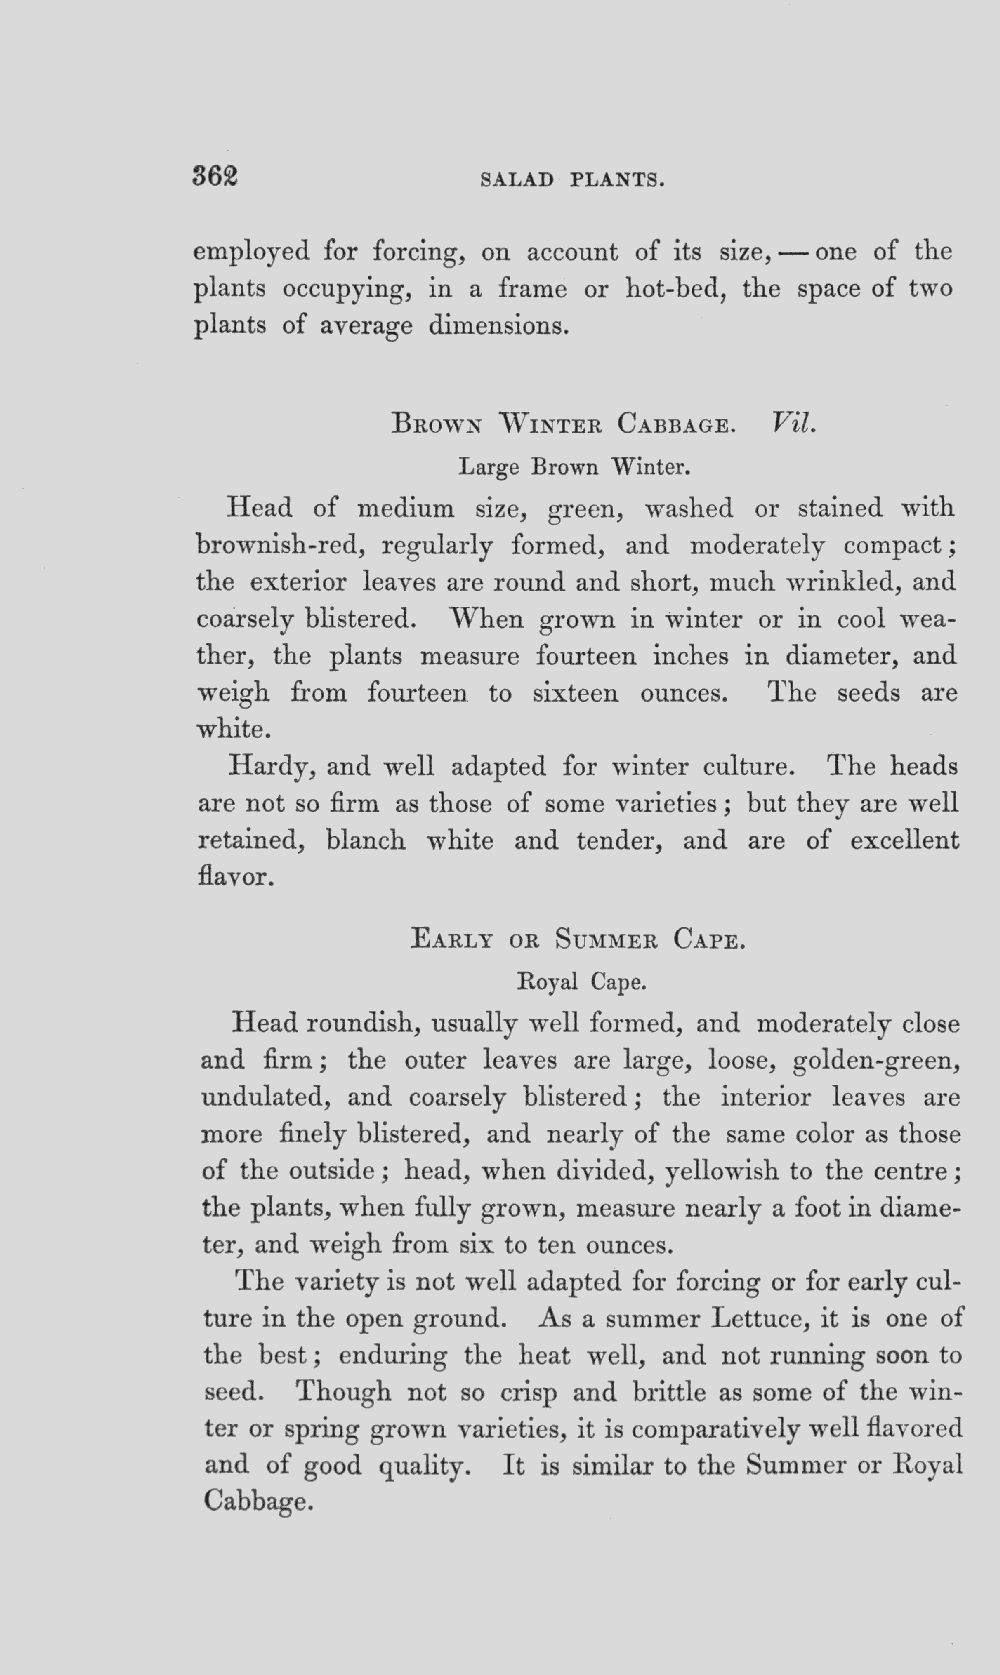 362 SALAD PLANTS.
employed for forcing, on account of its size, — one of the
plants occupying, in a frame or hot-bed, the space of two
plants of average dimensions.
BROWN WINTER CABBAGE. Vil.
Large Brown Winter.
Head of medium size, green, washed or stained with
brownish-red, regularly formed, and moderately compact;
the exterior leaves are round and short, much wrinkled, and
coarsely blistered. When grown in winter or in cool wea-
ther, the plants measure fourteen inches in diameter, and
weigh from fourteen to sixteen ounces. The seeds are
white.
Hardy, and well adapted for winter culture. The heads
are not so firm as those of some varieties; but they are well
retained, blanch white and tender, and are of excellent
flavor.
EARLY OR SUMMER CAPE.
Royal Cape.
Head roundish, usually well formed, and moderately close
and firm; the outer leaves are large, loose, golden-green,
undulated, and coarsely blistered; the interior leaves are
more finely blistered, and nearly of the same color as those
of the outside; head, when divided, yellowish to the centre;
the plants, when fully grown, measure nearly a foot in diame-
ter, and weigh from six to ten ounces.
The variety is not well adapted for forcing or for early cul-
ture in the open ground. As a summer Lettuce, it is one of
the best; enduring the heat well, and not running soon to
seed. Though not so crisp and brittle as some of the win-
ter or spring grown varieties, it is comparatively well flavored
and of good quality. It is similar to the Summer or Royal
Cabbage.